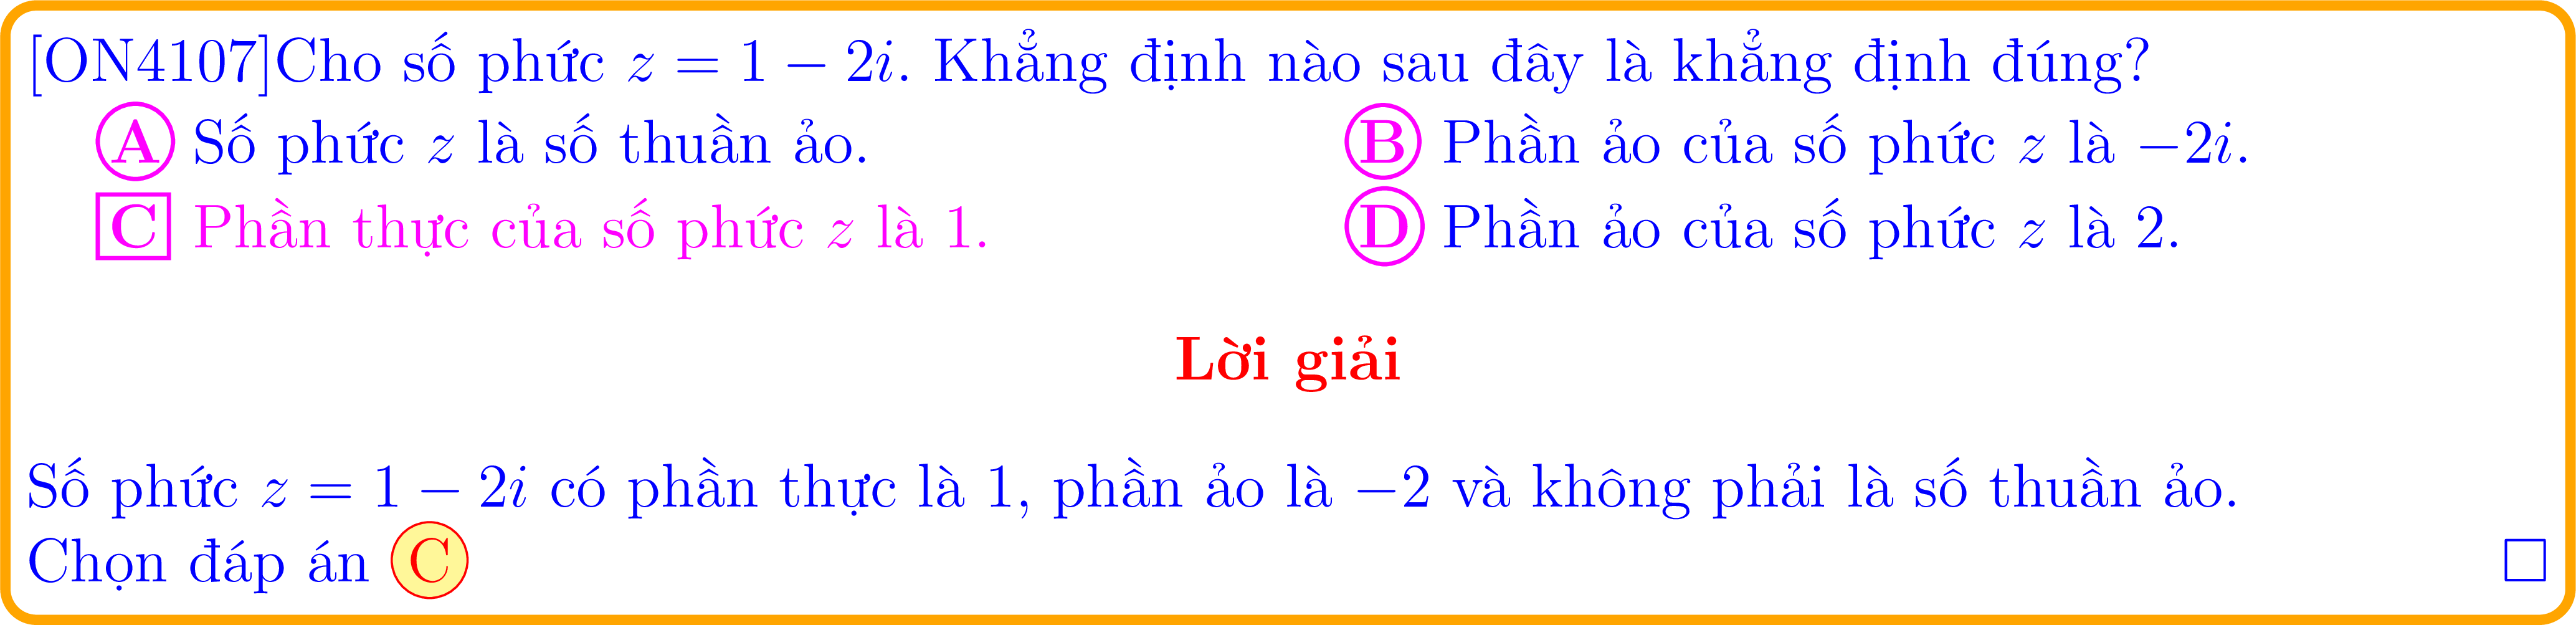 [ON4107]Cho số phức z = 1 − 2i. Khẳng định nào sau đây là khẳng định đúng?
A Số phức z là số thuần ảo. B Phần ảo của số phức z là −2i.
C Phần thực của số phức z là 1. D Phần ảo của số phức z là 2.
Lời giải
Số phức z = 1 − 2i có phần thực là 1, phần ảo là −2 và không phải là số thuần ảo.
Chọn đáp án C □